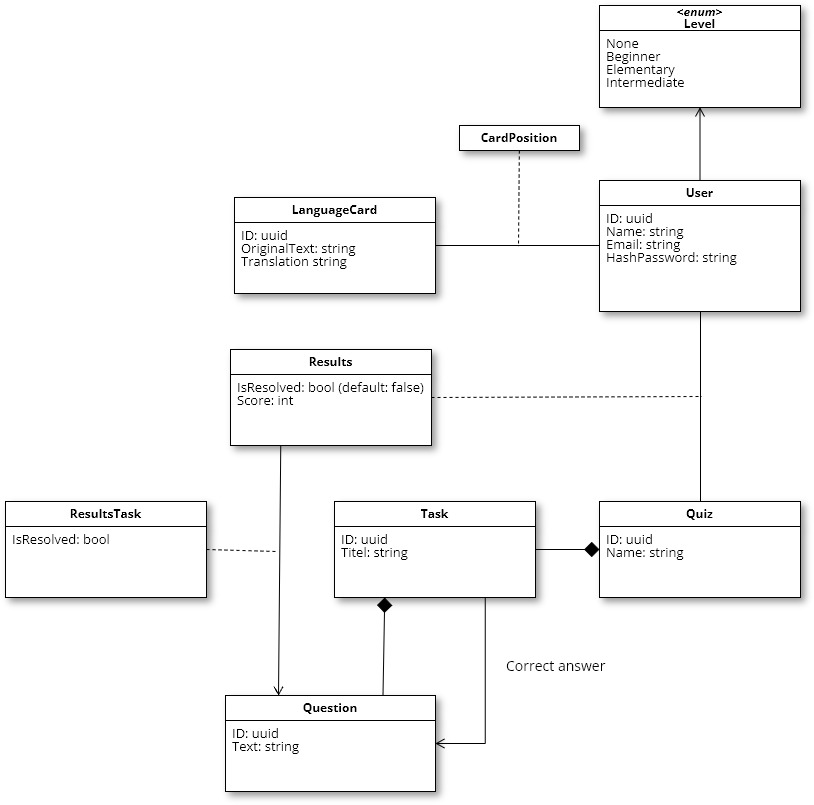 <enum>
Level
None
Beginner
Elementary
Intermediate
CardPosition
User
ID: uuid
Name: string
Email: string
HashPassword: string
LanguageCard
ID: uuid
OriginalText: string
Translation string
Results
IsResolved: bool (default: false)
Score: int
ResultsTask
IsResolved: bool
Task
ID: uuid
Titel: string
Quiz
ID: uuid
Name: string
Correct answer
Question
ID: uuid
Text: string